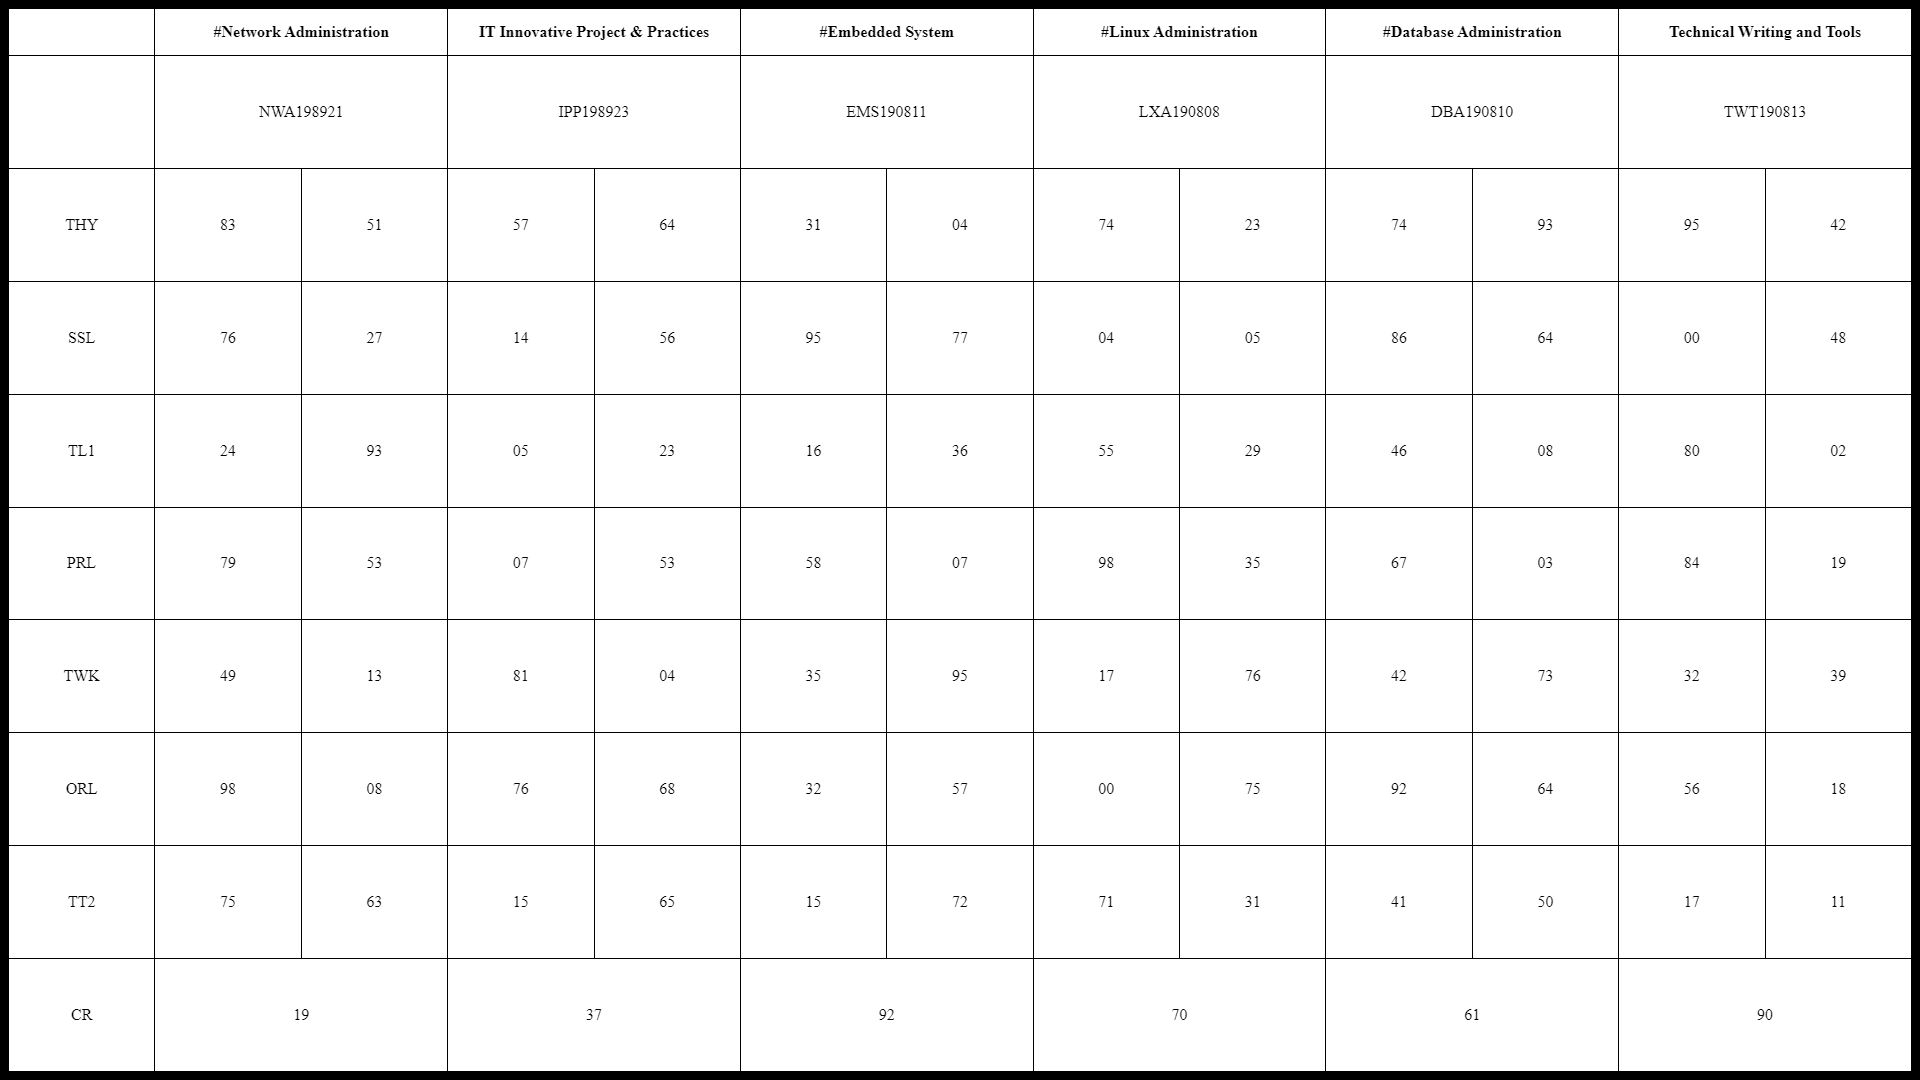 #Network Administration IT Innovative Project & Practices #Embedded System #Linux Administration #Database Administration Technical Writing and Tools
NWA198921 IPP198923 EMS190811 LXA190808 DBA190810 TWT190813
THY 83 51 57 64 31 04 74 23 74 93 95 42
SSL 76 27 14 56 95 77 04 05 86 64 00 48
TL1 24 93 05 23 16 36 55 29 46 08 80 02
PRL 79 53 07 53 58 07 98 35 67 03 84 19
TWK 49 13 81 04 35 95 17 76 42 73 32 39
ORL 98 08 76 68 32 57 00 75 92 64 56 18
TT2 75 63 15 65 15 72 71 31 41 50 17 11
CR 19 37 92 70 61 90